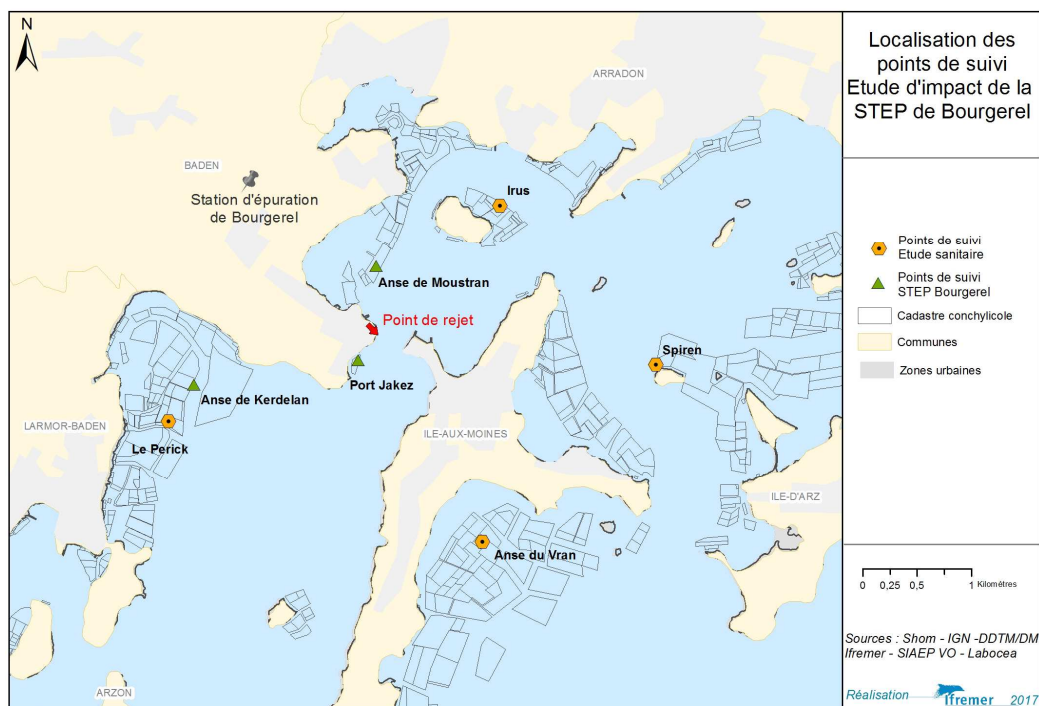 N
ARRADON
BADEN
Station d'épuration
de Bourgerel
Irus
Anse de Moustran
Point de rejet
Spiren
Port Jakez
Anse de Kerdelan
LARMOR-BADEN
Le Perick
ILE-AUX-MOINES
ILE-D'ARZ
Anse du Vran
ARZON
Localisation des
points de suivi
Etude d'impact de la
STEP de Bourgerel
Points de suivi
Etude sanitaire
Points de suivi
STEP Bourgerel
Cadastre conchylicole
Communes
Zones urbaines
0 0,25 0,5 1 Kilomètres
Sources : Shom - IGN -DDTM/DM
Ifremer - SIAEP VO - Labocea
Réalisation Ifremer 2017